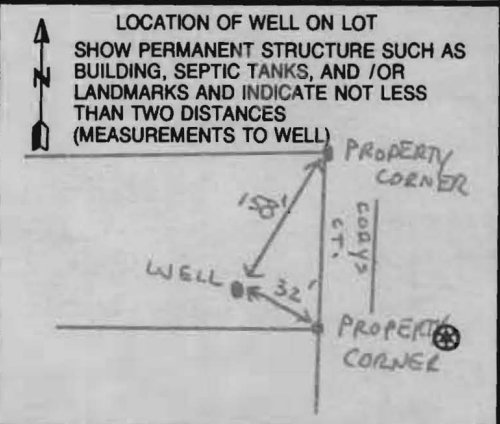 LOCATION OF WELL ON LOT
SHOW PERMANENT STRUCTURE SUCH AS
BUILDING, SEPTIC TANKS, AND /OR
LANDMARKS AND INDICATE NOT LESS
THAN TWO DISTANCES
(MEASUREMENTS TO WELL)
N
PROPERTY
CORNER
158'
CODYS
CT.
WELL
32'
PROPERTY
CORNER